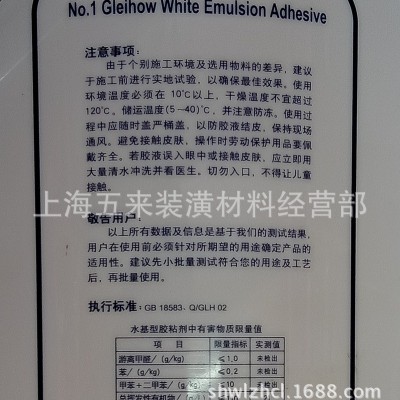 No.1 Gleihow White Emulsion Adhesive
注意事项:
由于个别施工环境及选用物料的差异，建议
于施工前进行实地试验，以确保最佳效果。使用
环境温度必须在 10℃以上，干燥温度不宜超过
120℃。储运温度(5—40)℃，并注意防冻。使用过
程中应随时盖严桶盖，以防胶液结皮，保持现场
通风。避免接触皮肤，操作时劳动保护用品要佩
戴齐全。若胶液误入眼中或接触皮肤，应立即用
大量清水冲洗并看医生。切勿入口，不得让儿童
接触。
上海五来装潢材料经营部
敬告用户:
以上所有数据及信息是基于我们的测试结果，
用户在使用前必须针对所期望的用途确定产品的
适用性。建议先小批量测试符合您的用途及工艺
后，再批量使用。
执行标准: GB 18583、Q/GLH 02
水基型胶粘剂中有害物质限量值
项 目 限量指标 实测值
游离甲醛/ (g/kg) ≤1.0 未检出
苯/ (g/kg) ≤0.2 未检出
甲苯+二甲苯/ (g/kg) ≤10 未检出
总挥发性有机物/
shwlzhcl.1688.com